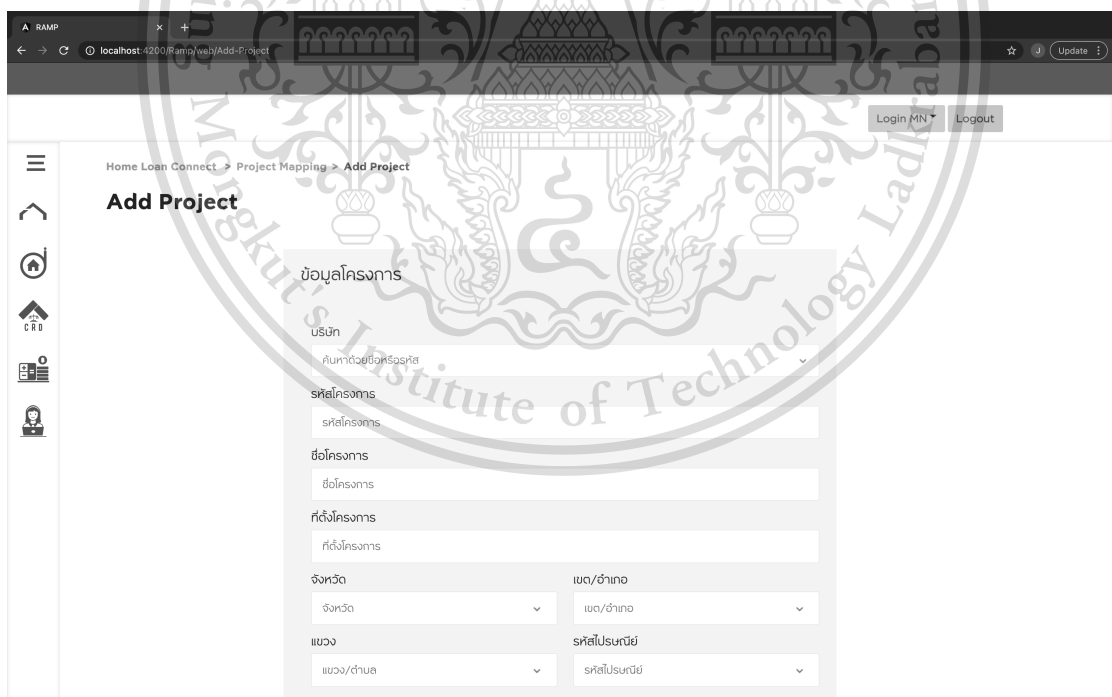 RAMP
localhost:4200/Ramp/web/Add-Project
J Update
Login MN Logout
Home Loan Connect > Project Mapping > Add Project
Add Project
CRD
ข้อมูลโครงการ
บริษัท
ค้นหาด้วยชื่อหรือรหัส
รหัสโครงการ
รหัสโครงการ
ชื่อโครงการ
ชื่อโครงการ
ที่ตั้งโครงการ
ที่ตั้งโครงการ
จังหวัด เขต/อำเภอ
จังหวัด เขต/อำเภอ
แขวง รหัสไปรษณีย์
แขวง/ตำบล รหัสไปรษณีย์
Mongkut's Institute of Technology